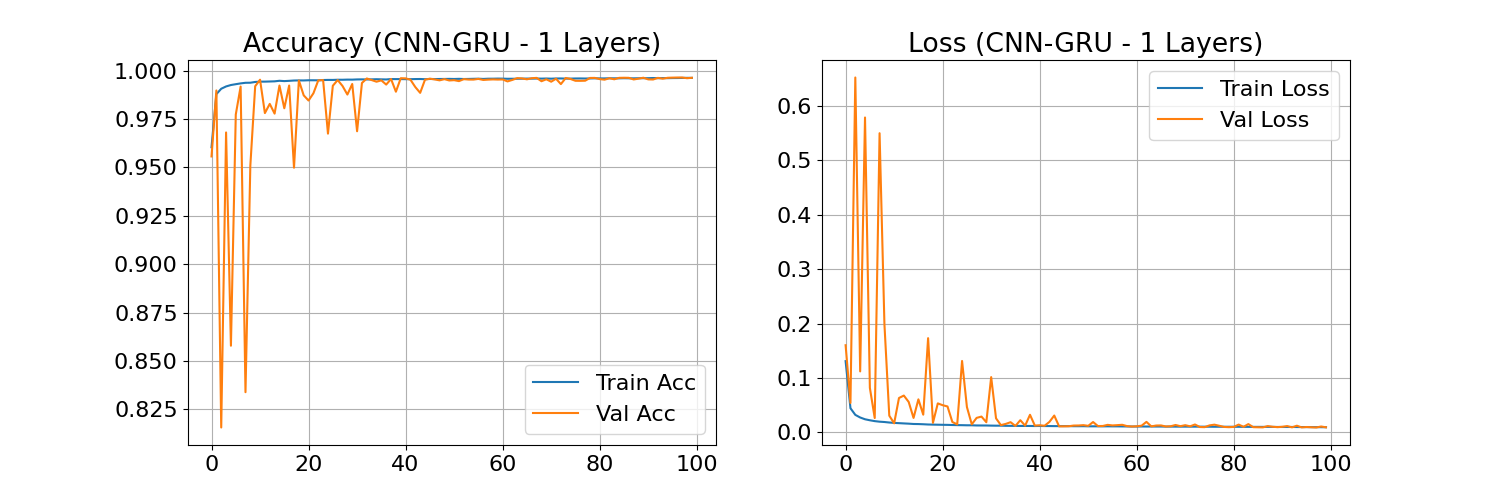 Accuracy (CNN-GRU - 1 Layers)
1.000
0.975
0.950
0.925
0.900
0.875
0.850
0.825
0 20 40 60 80 100
Train Acc
Val Acc
Loss (CNN-GRU - 1 Layers)
0.6
0.5
0.4
0.3
0.2
0.1
0.0
0 20 40 60 80 100
Train Loss
Val Loss